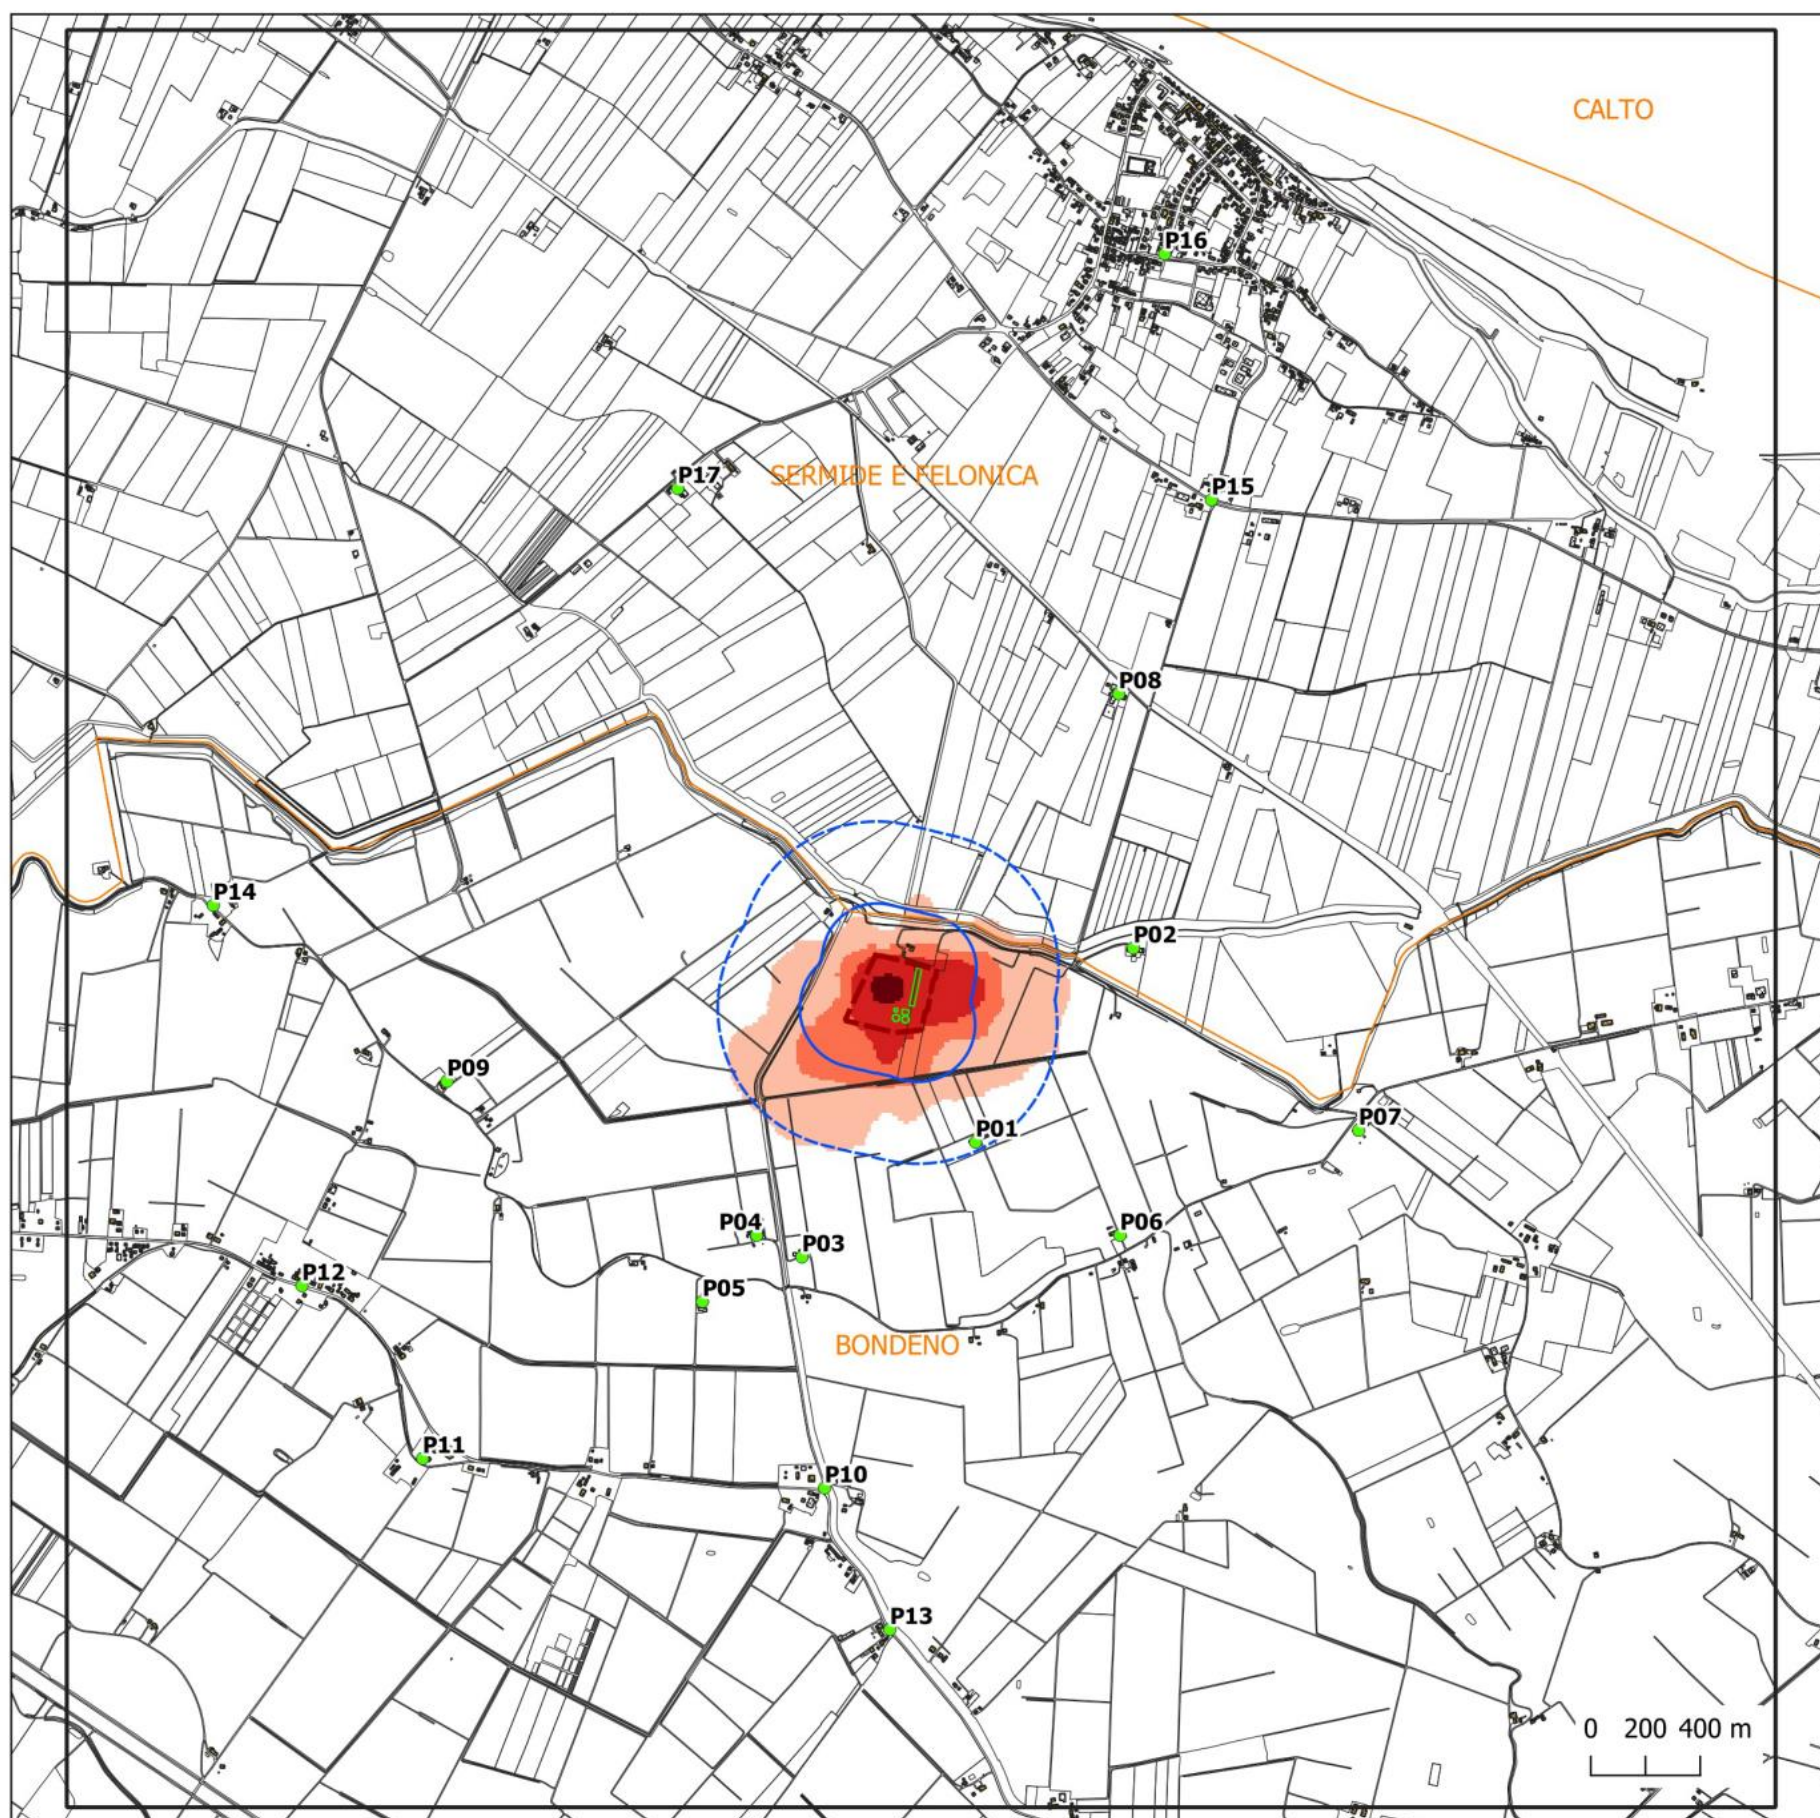 CALTO
P16
P17
SERMIDE E FELONICA
P15
P08
P14
P02
P09
P01
P07
P04
P06
P03
P12
P05
BONDENO
P11
P10
P13
0 200 400 m